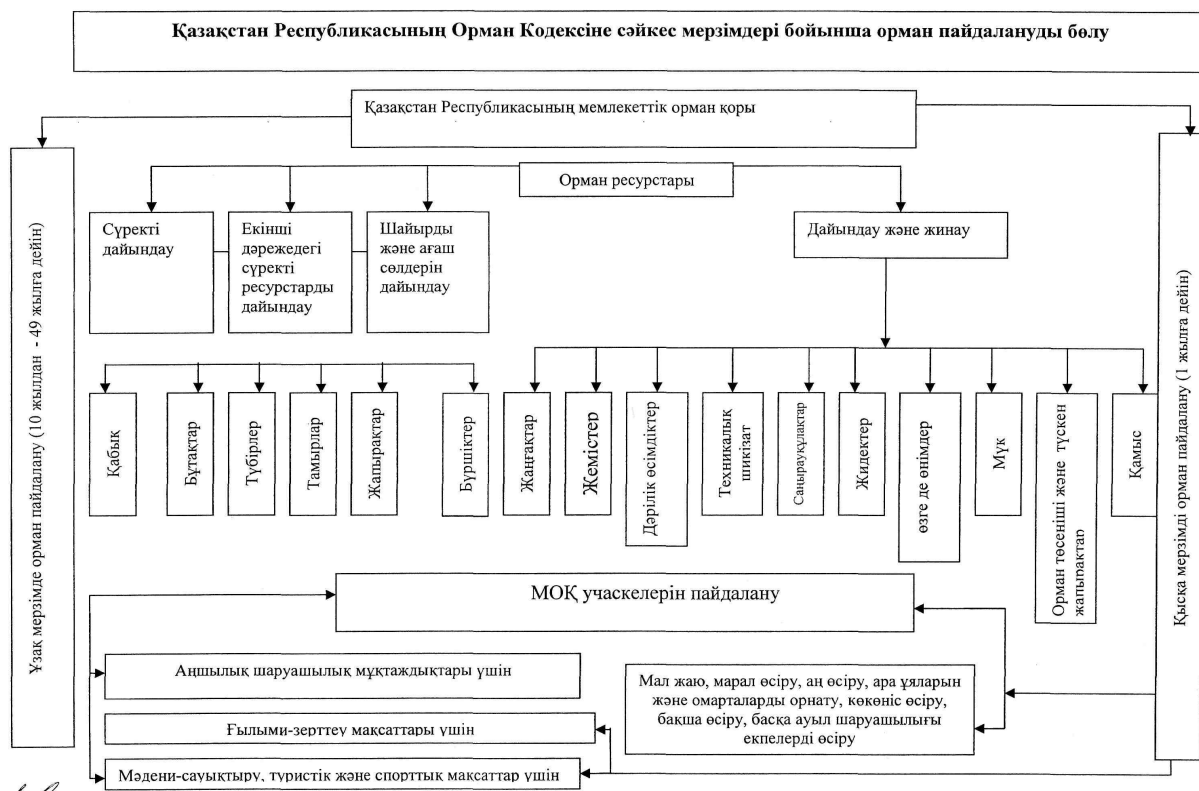 Қазақстан Республикасының Орман Кодексіне сәйкес мерзімдері бойынша орман пайдалануды бөлу
Қазақстан Республикасының мемлекеттік орман қоры
Ұзақ мерзімде орман пайдалану (10 жылдан - 49 жылға дейін)
Орман ресурстары
Сүректі
дайындау
Екінші
дәрежедегі
сүректі
ресурстарды
дайындау
Шайырды
және ағаш
сөлдерін
дайындау
Дайындау және жинау
Қабық
Бұтақтар
Түбірлер
Тамырлар
Жапырақтар
Бүршіктер
Жаңғақтар
Жемістер
Дәрілік өсімдіктер
Техникалық
шикізат
Саңырауқұлақтар
Жидектер
өзге де өнімдер
Мүк
Орман төсеніші және түскен
жапырақтар
Қамыс
Қысқа мерзімді орман пайдалану (1 жылға дейін)
МОҚ учаскелерін пайдалану
Аңшылық шаруашылық мұқтаждықтары үшін
Ғылыми-зерттеу мақсаттары үшін
Мәдени-сауықтыру, туристік және спорттық мақсаттар үшін
Мал жаю, марал өсіру, аң өсіру, ара ұяларын
және омарталарды орнату, көкөніс өсіру,
бақша өсіру, басқа ауыл шаруашылығы
екпелерді өсіру